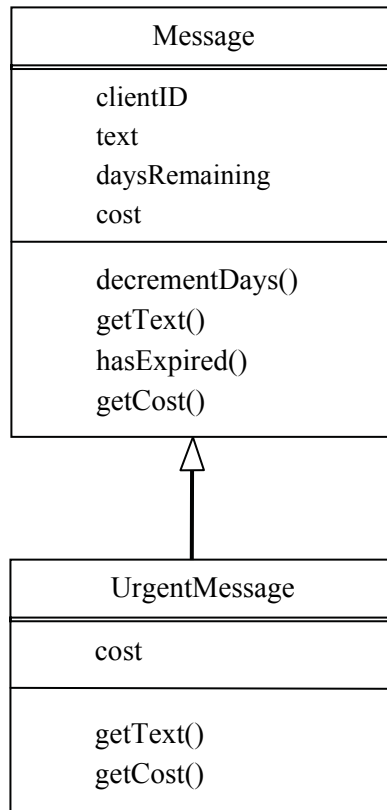 Message
clientID
text
daysRemaining
cost
decrementDays()
getText()
hasExpired()
getCost()
UrgentMessage
cost
getText()
getCost()